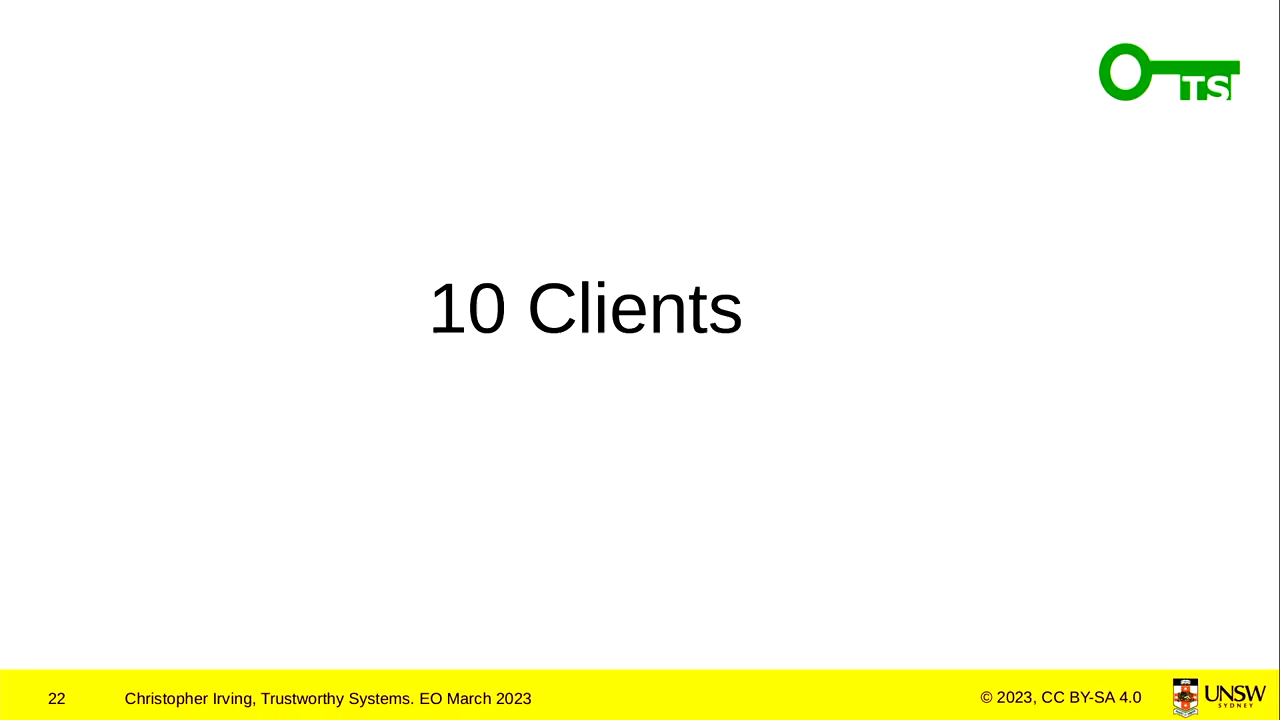 TS
10 Clients
22
Christopher Irving, Trustworthy Systems. EO March 2023
© 2023, CC BY-SA 4.0
UNSW
SYDNEY